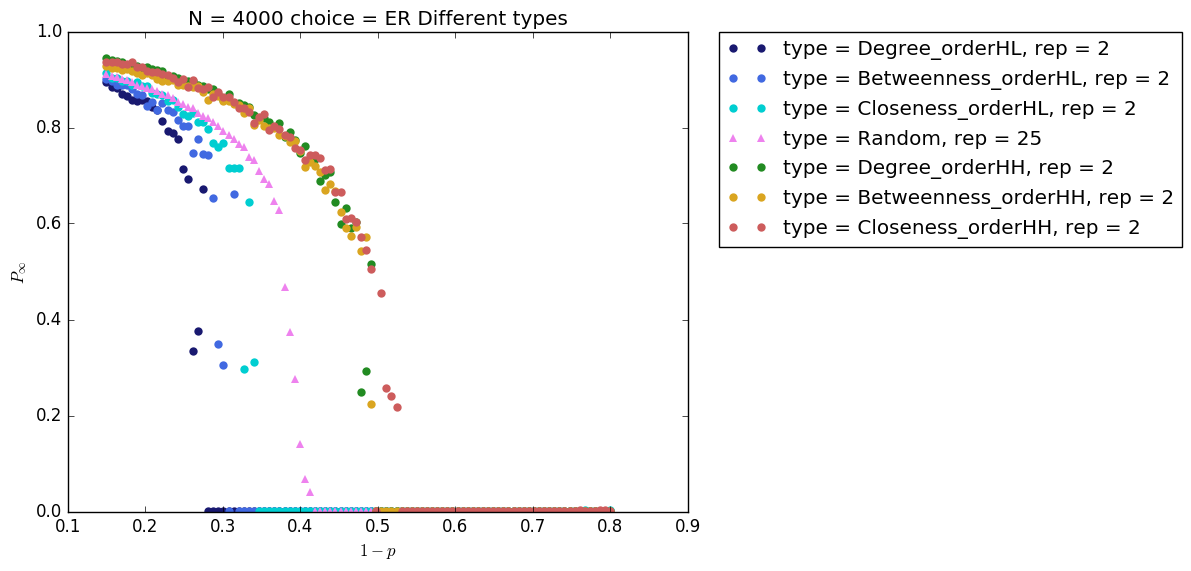 N = 4000 choice = ER Different types
1.0
0.8
0.6
0.4
0.2
0.0
P∞
0.1 0.2 0.3 0.4 0.5 0.6 0.7 0.8 0.9
1 − p
type = Degree_orderHL, rep = 2
type = Betweenness_orderHL, rep = 2
type = Closeness_orderHL, rep = 2
type = Random, rep = 25
type = Degree_orderHH, rep = 2
type = Betweenness_orderHH, rep = 2
type = Closeness_orderHH, rep = 2